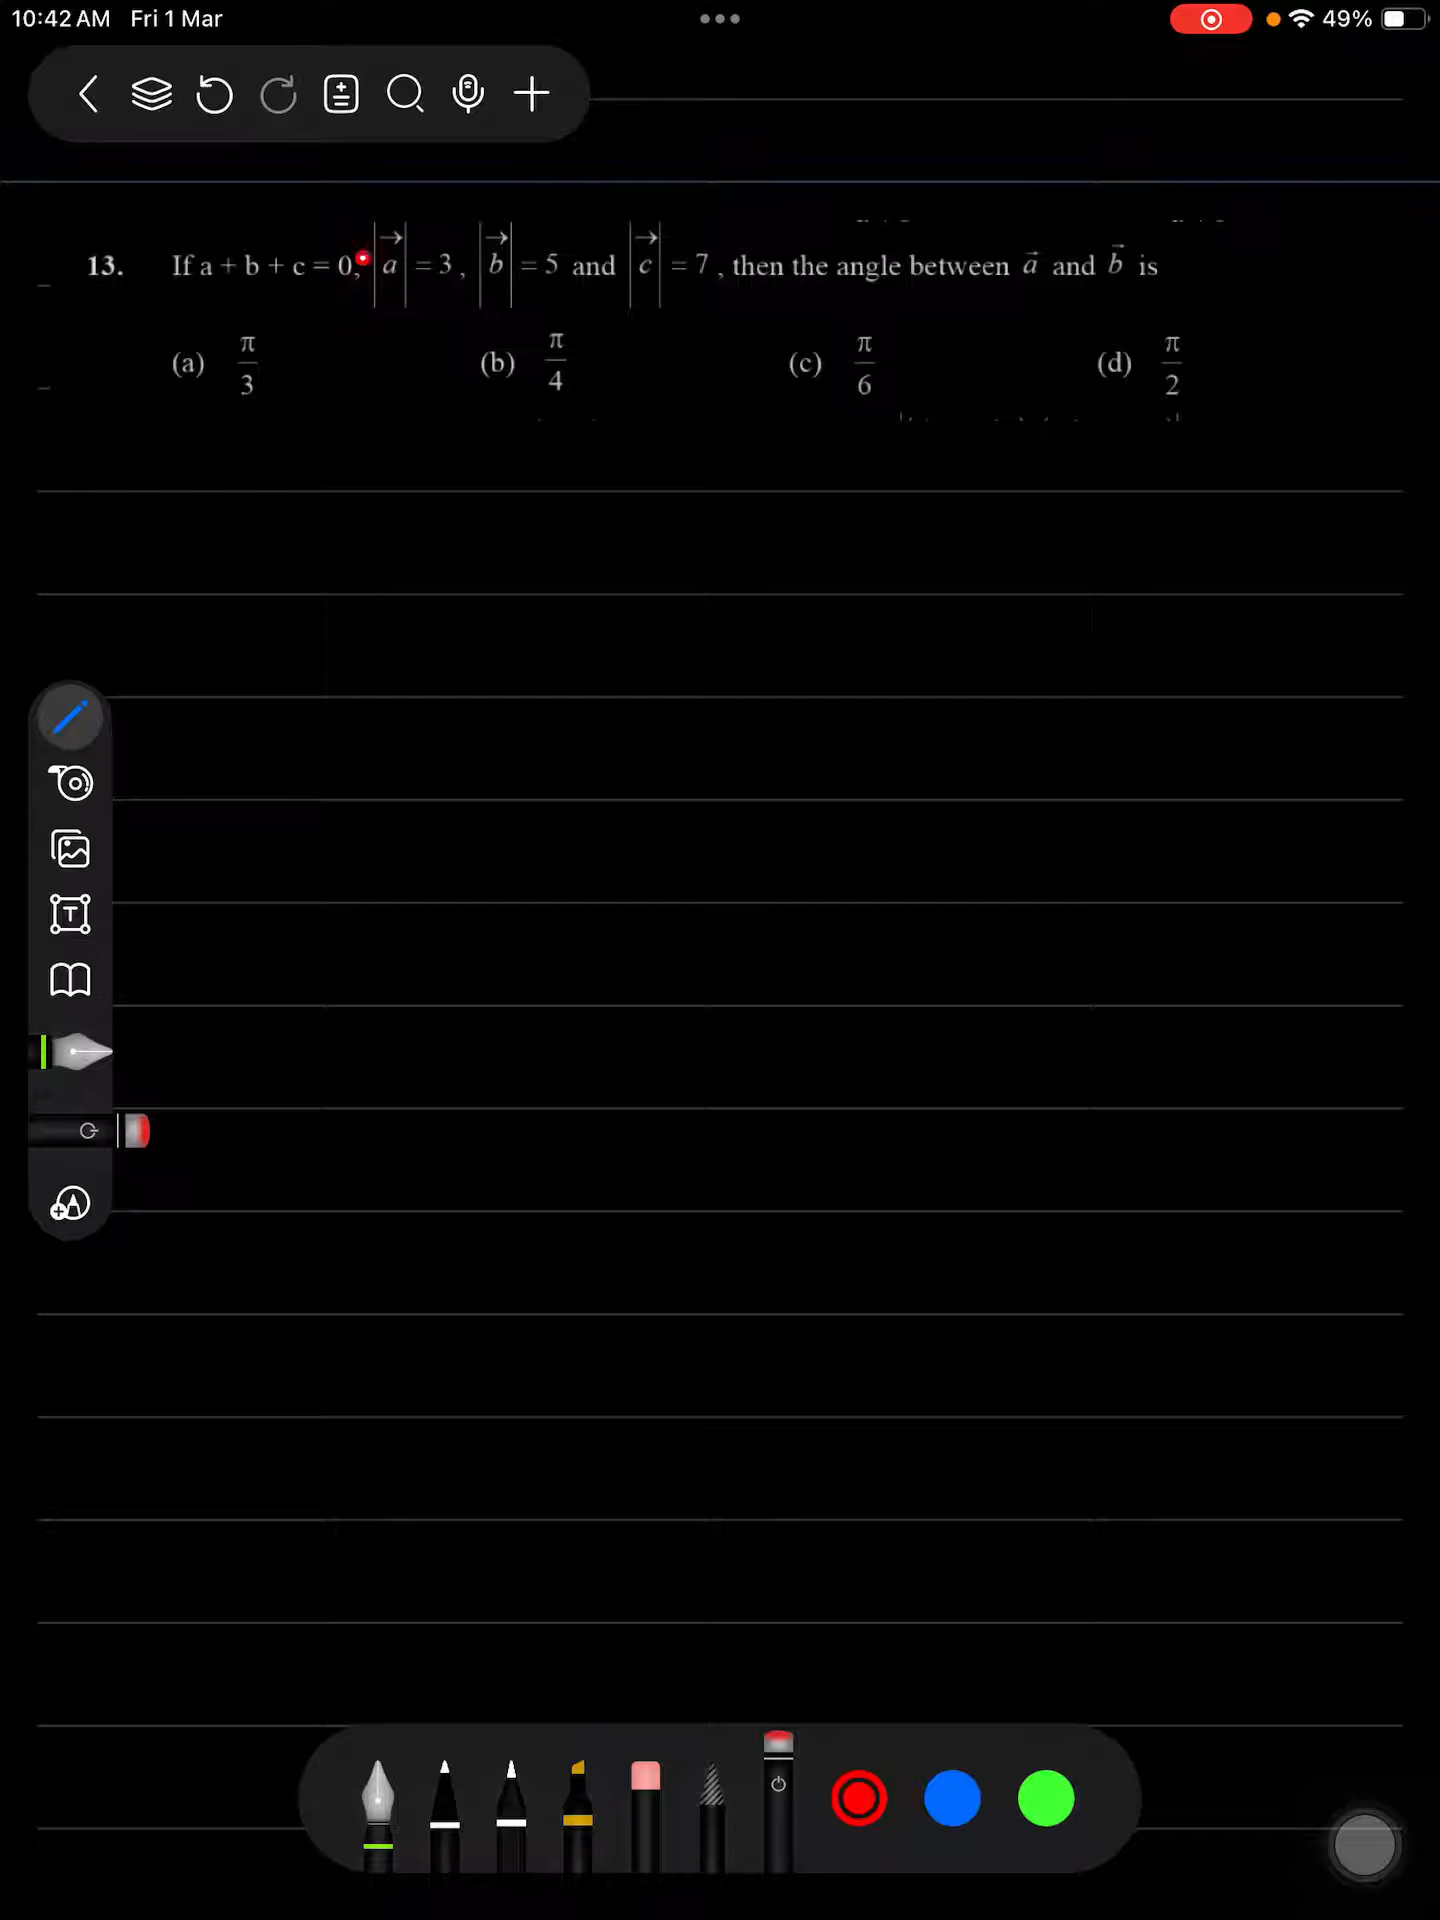 10:42 AM Fri 1 Mar 49%
13. If a + b + c = 0, |a⃗| = 3, |b⃗| = 5 and |c⃗| = 7, then the angle between a⃗ and b⃗ is
(a) π/3 (b) π/4 (c) π/6 (d) π/2